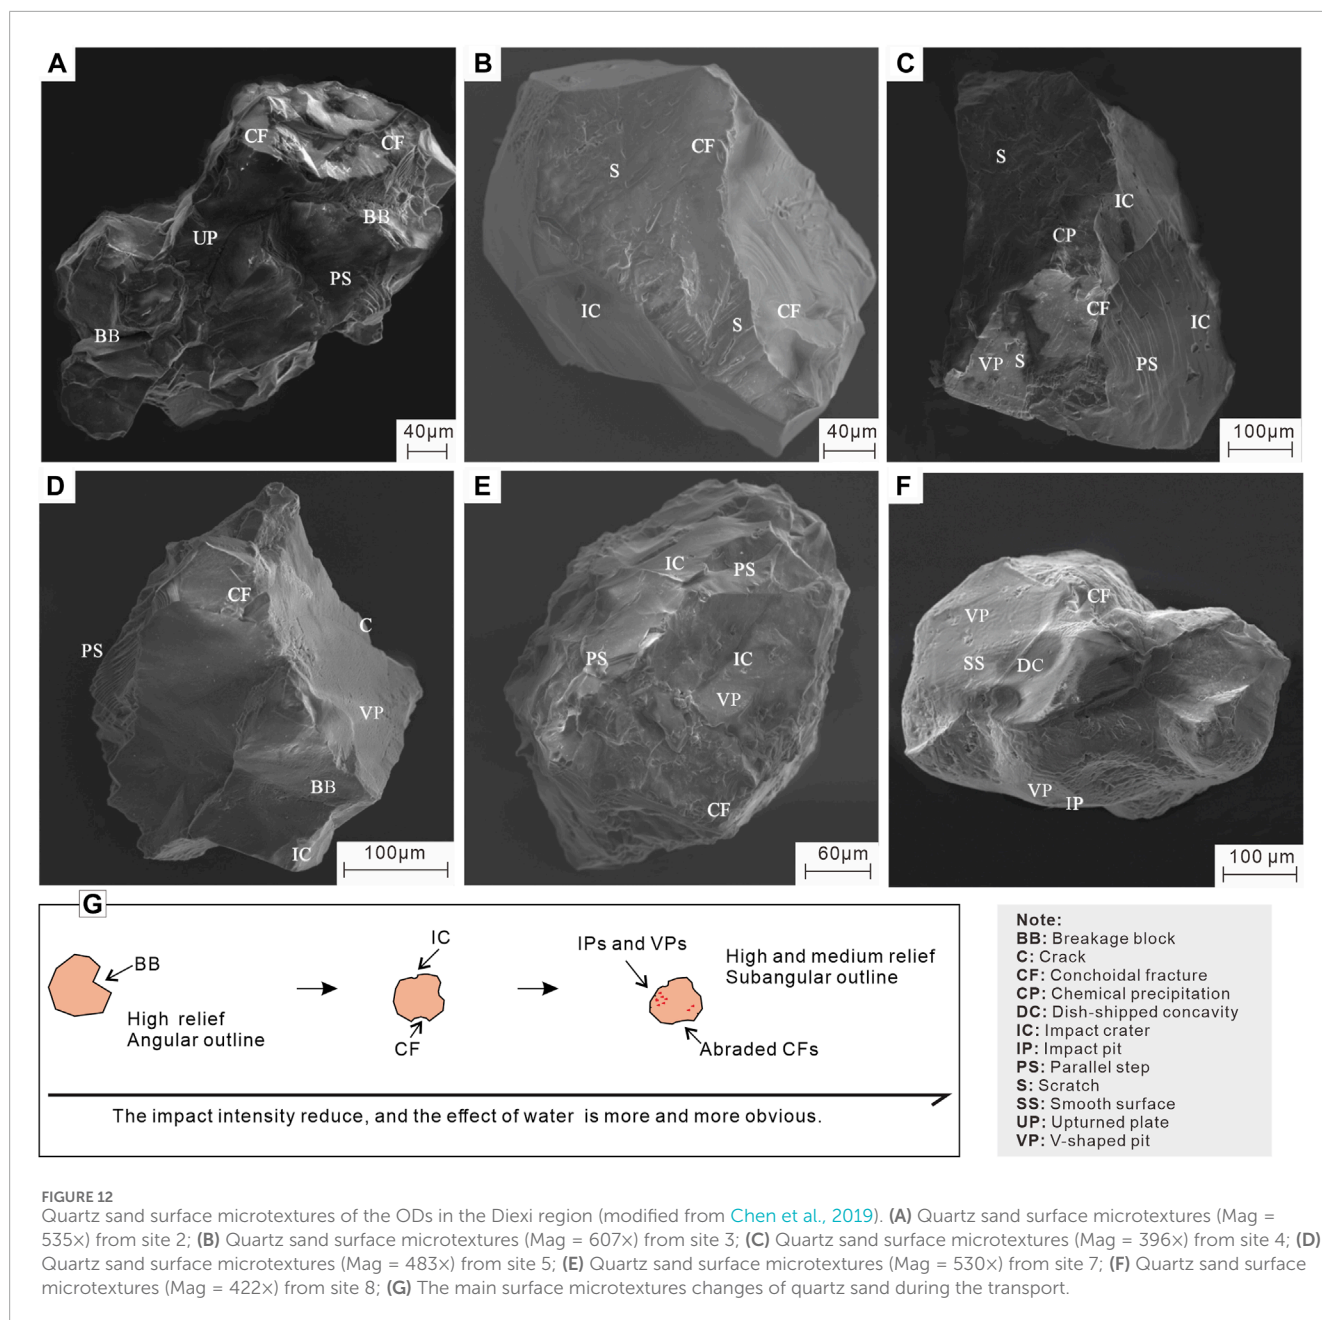 A
CF
CF
BB
UP
PS
BB
40μm
B
CF
S
IC
S
CF
40μm
C
S
IC
CP
CF
IC
VP
S
PS
100μm
D
CF
C
PS
VP
BB
IC
100μm
E
IC
PS
PS
IC
VP
CF
60μm
F
VP
CF
SS
DC
VP
IP
100 μm
G
BB
High relief
Angular outline
IC
CF
IPs and VPs
High and medium relief
Subangular outline
Abraded CFs
The impact intensity reduce, and the effect of water is more and more obvious.
Note:
BB: Breakage block
C: Crack
CF: Conchoidal fracture
CP: Chemical precipitation
DC: Dish-shipped concavity
IC: Impact crater
IP: Impact pit
PS: Parallel step
S: Scratch
SS: Smooth surface
UP: Upturned plate
VP: V-shaped pit
FIGURE 12
Quartz sand surface microtextures of the ODs in the Diexi region (modified from Chen et al., 2019). (A) Quartz sand surface microtextures (Mag =
535×) from site 2; (B) Quartz sand surface microtextures (Mag = 607×) from site 3; (C) Quartz sand surface microtextures (Mag = 396×) from site 4; (D)
Quartz sand surface microtextures (Mag = 483×) from site 5; (E) Quartz sand surface microtextures (Mag = 530×) from site 7; (F) Quartz sand surface
microtextures (Mag = 422×) from site 8; (G) The main surface microtextures changes of quartz sand during the transport.